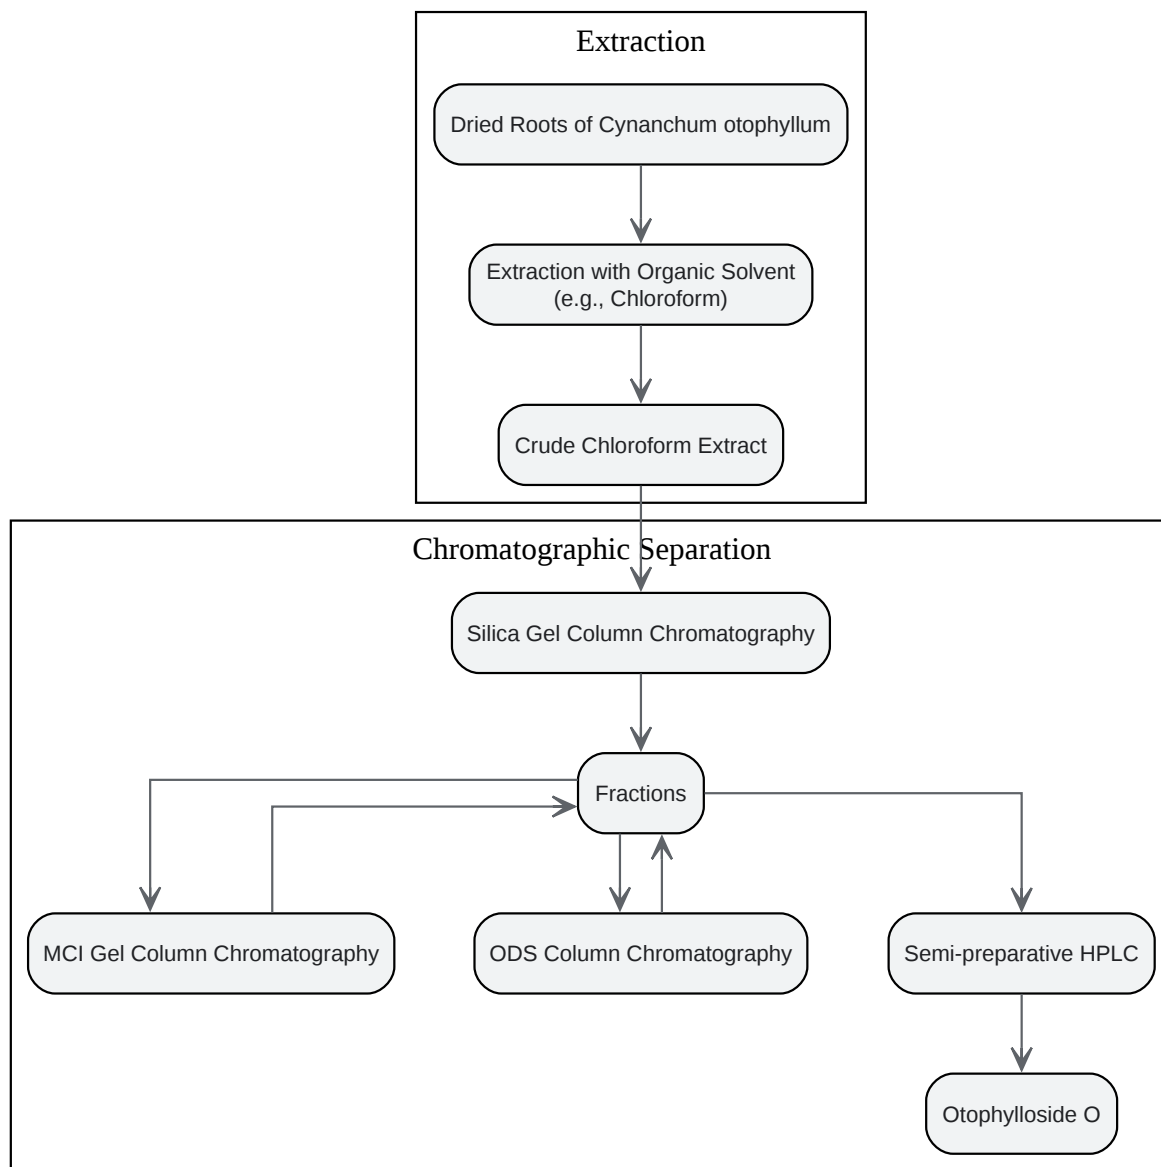 Extraction
Dried Roots of Cynanchum otophyllum
Extraction with Organic Solvent
(e.g., Chloroform)
Crude Chloroform Extract
Chromatographic Separation
Silica Gel Column Chromatography
Fractions
MCI Gel Column Chromatography
ODS Column Chromatography
Semi-preparative HPLC
Otophylloside O